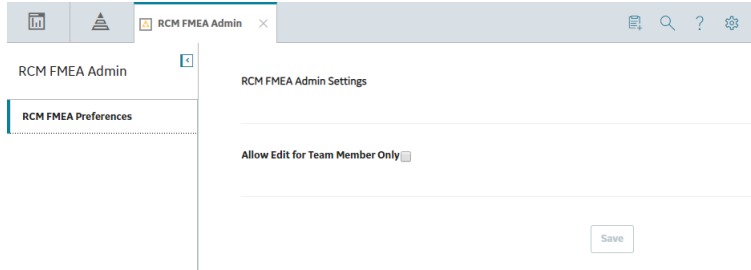 RCM FMEA Admin
RCM FMEA Admin
RCM FMEA Preferences
RCM FMEA Admin Settings
Allow Edit for Team Member Only
Save